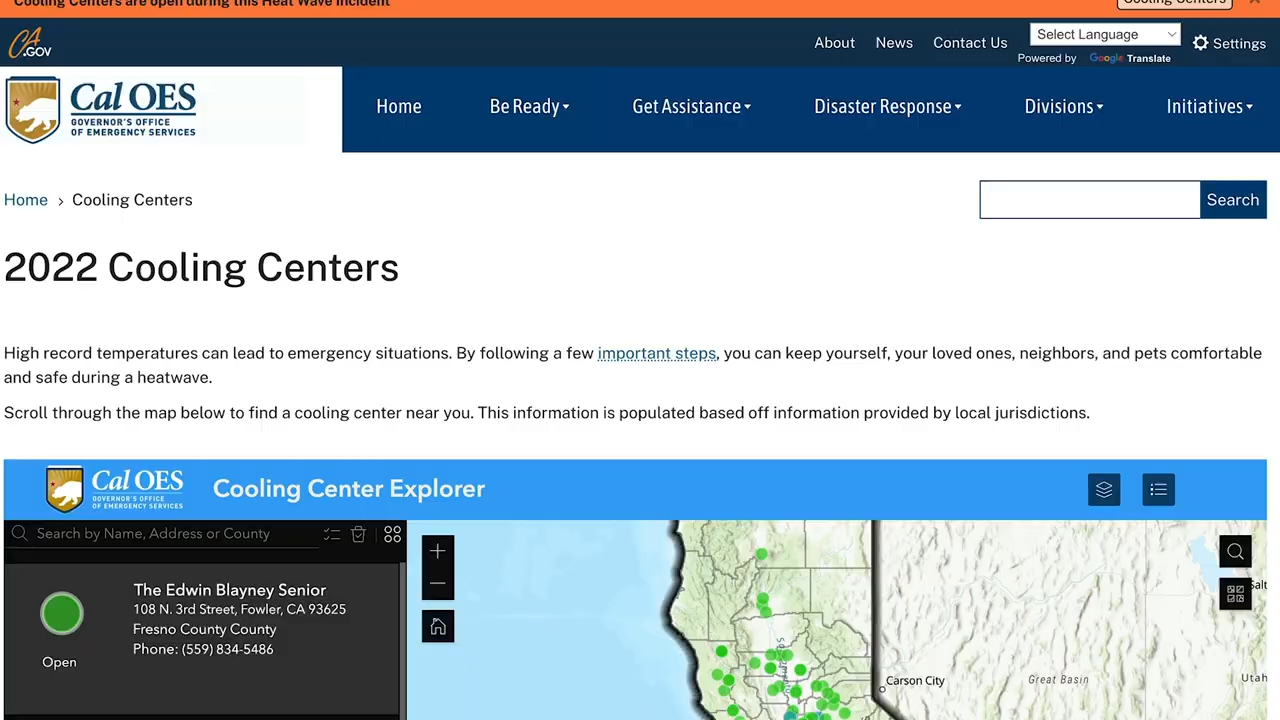 Cooling Centers are open during this Heat Wave Incident
Cooling Centers
CA.GOV
About
News
Contact Us
Select Language
Settings
Powered by Google Translate
Cal OES
GOVERNOR'S OFFICE
OF EMERGENCY SERVICES
Home
Be Ready
Get Assistance
Disaster Response
Divisions
Initiatives
Home › Cooling Centers
Search
2022 Cooling Centers
High record temperatures can lead to emergency situations. By following a few important steps, you can keep yourself, your loved ones, neighbors, and pets comfortable
and safe during a heatwave.
Scroll through the map below to find a cooling center near you. This information is populated based off information provided by local jurisdictions.
Cal OES
GOVERNOR'S OFFICE
OF EMERGENCY SERVICES
Cooling Center Explorer
Search by Name, Address or County
The Edwin Blayney Senior
108 N. 3rd Street, Fowler, CA 93625
Fresno County County
Phone: (559) 834-5486
Open
Salt
Carson City
Great Basin
Utah